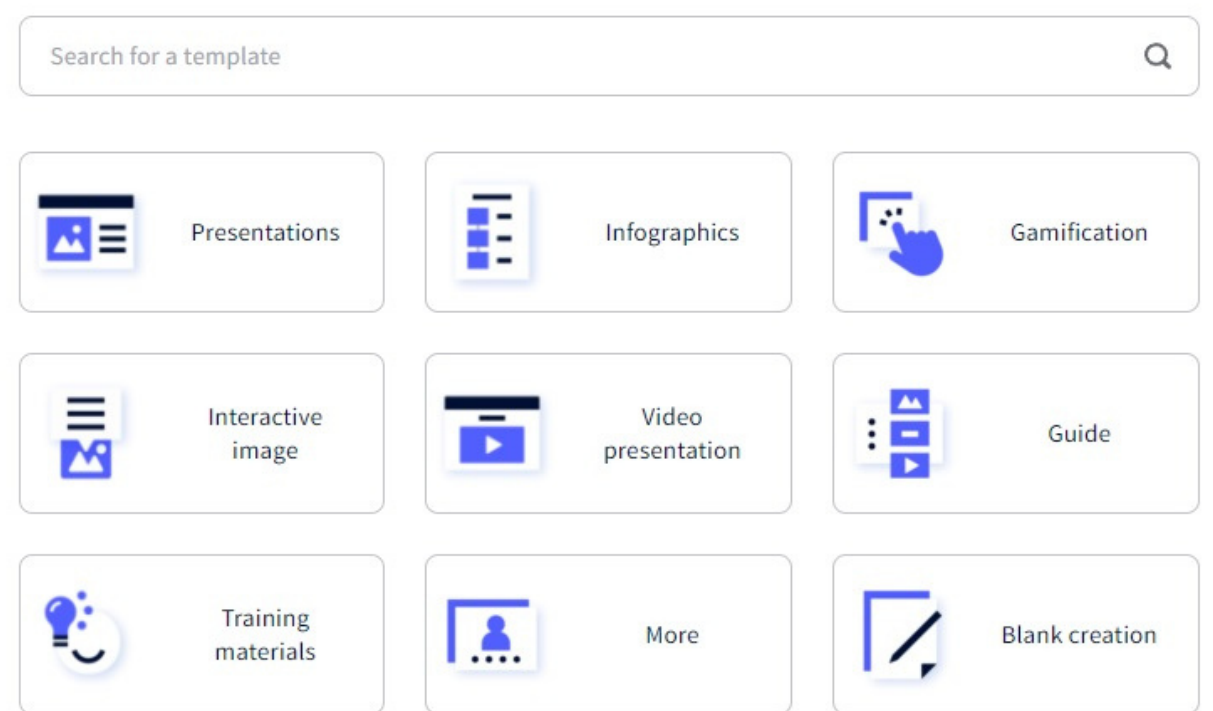 Search for a template
Presentations
Infographics
Gamification
Interactive
image
Video
presentation
Guide
Training
materials
More
Blank creation